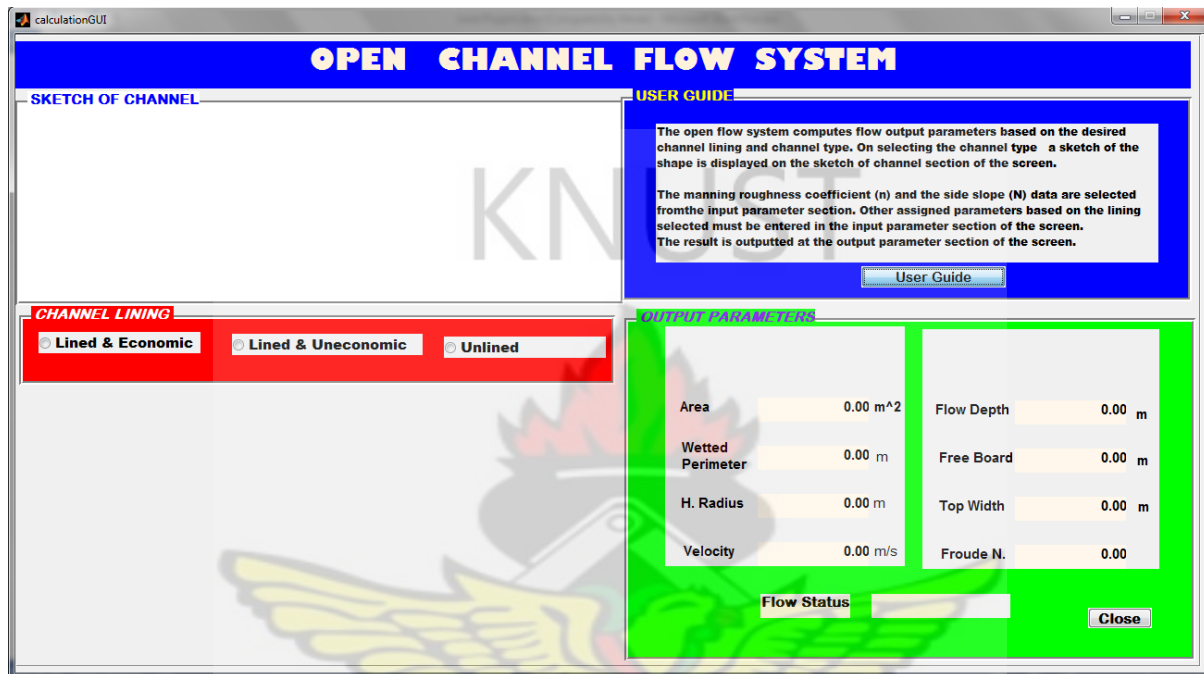 calculationGUI
OPEN CHANNEL FLOW SYSTEM
SKETCH OF CHANNEL
USER GUIDE
The open flow system computes flow output parameters based on the desired
channel lining and channel type. On selecting the channel type a sketch of the
shape is displayed on the sketch of channel section of the screen.
The manning roughness coefficient (n) and the side slope (N) data are selected
fromthe input parameter section. Other assigned parameters based on the lining
selected must be entered in the input parameter section of the screen.
The result is outputted at the output parameter section of the screen.
User Guide
KNUST
CHANNEL LINING
Lined & Economic
Lined & Uneconomic
Unlined
OUTPUT PARAMETERS
Area 0.00 m^2
Wetted
Perimeter 0.00 m
H. Radius 0.00 m
Velocity 0.00 m/s
Flow Depth 0.00 m
Free Board 0.00 m
Top Width 0.00 m
Froude N. 0.00
Flow Status
Close